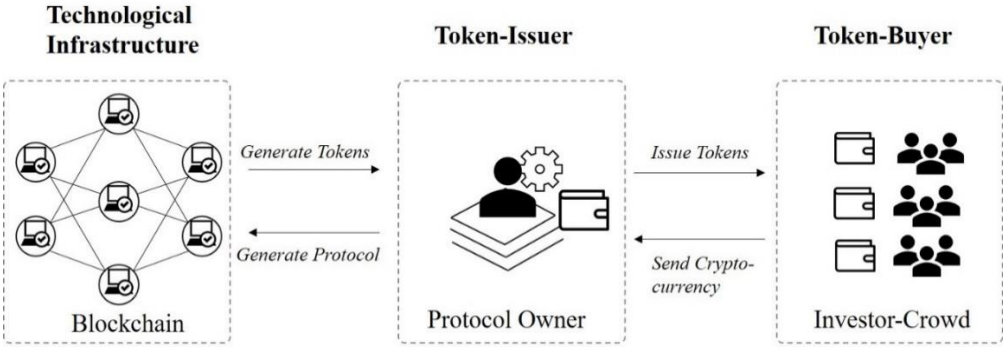 Technological
Infrastructure
Token-Issuer
Token-Buyer
Generate Tokens
Generate Protocol
Issue Tokens
Send Crypto-
currency
Blockchain
Protocol Owner
Investor-Crowd